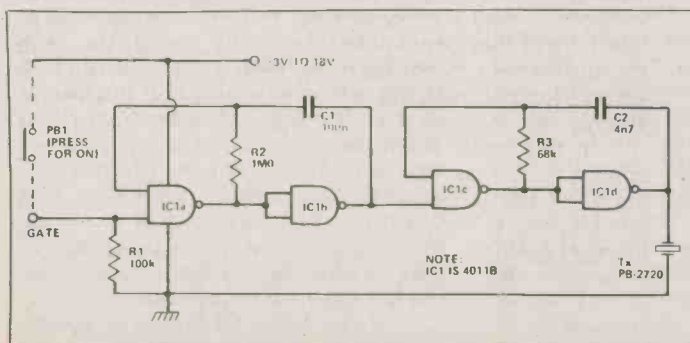 3V TO 18V
PB1
(PRESS
FOR ON)
GATE
R1
100k
IC1a
R2
1M0
C1
IC1b
IC1c
R3
68k
C2
4n7
IC1d
NOTE:
IC1 IS 4011B
Tx
PB-2720